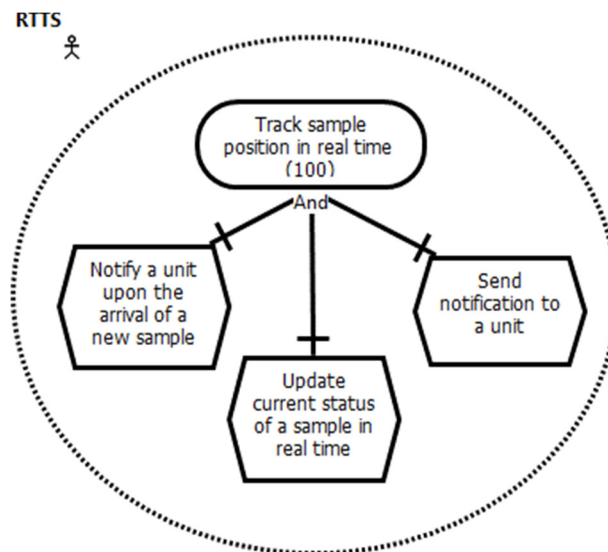 RTTS
Track sample
position in real time
(100)
And
Notify a unit
upon the
arrival of a
new sample
Send
notification to
a unit
Update
current status
of a sample in
real time